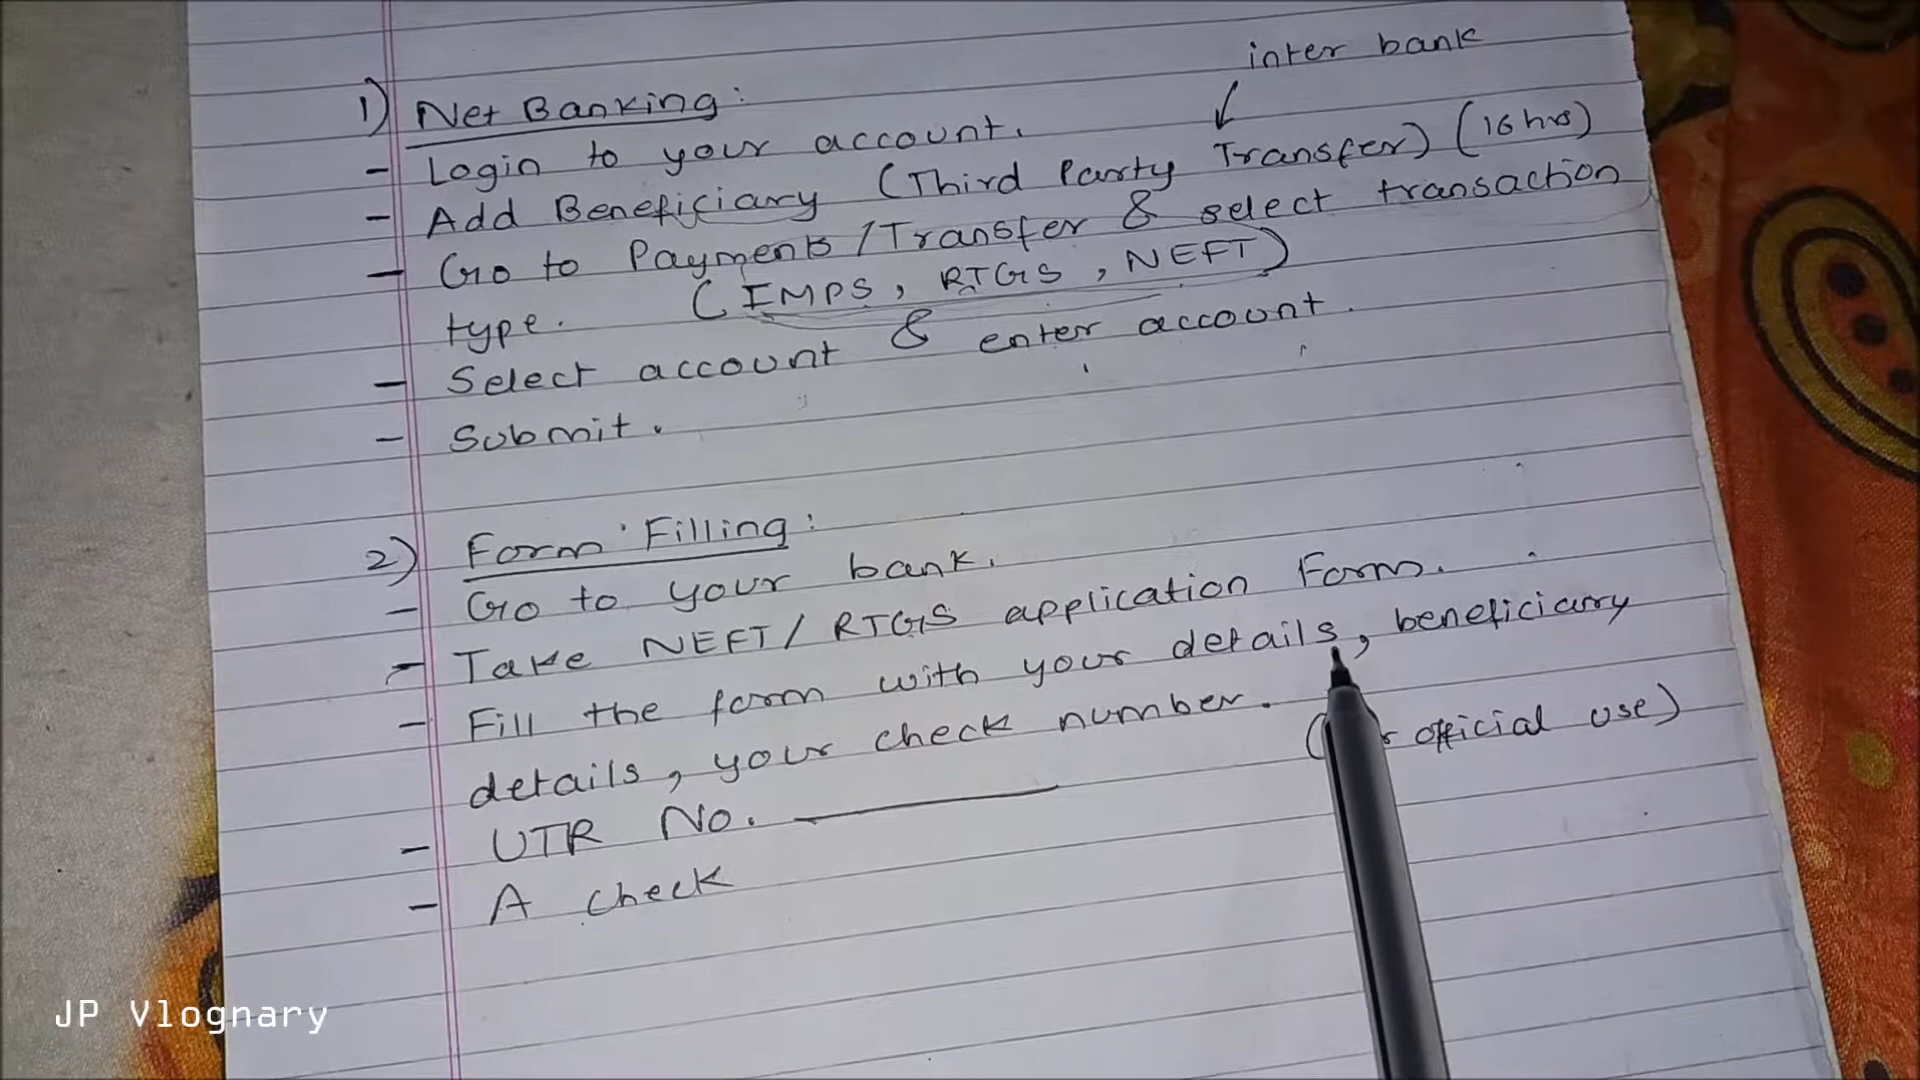 inter bank
1) Net Banking:
- Login to your account.
- Add Beneficiary (Third Party Transfer) (16 hrs)
- Go to Payments / Transfer & select transaction
type. (IMPS, RTGS, NEFT)
- Select account & enter account.
- Submit.
2) Form Filling:
- Go to your bank.
- Take NEFT/RTGS application Form.
- Fill the form with your details, beneficiary
details, your check number.
(r official use)
- UTR No. ________
- A check
JP Vlognary